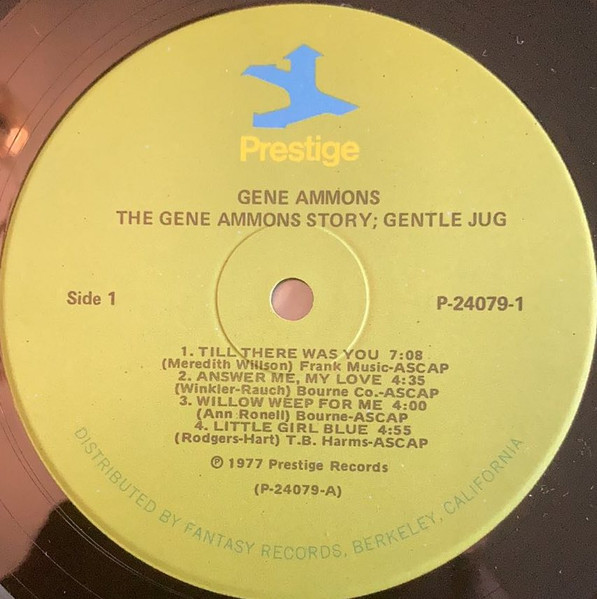 Prestige
GENE AMMONS
THE GENE AMMONS STORY; GENTLE JUG
Side 1
P-24079-1
1. TILL THERE WAS YOU 7:08
(Meredith Willson) Frank Music-ASCAP
2. ANSWER ME, MY LOVE 4:35
(Winkler-Rauch) Bourne Co.-ASCAP
3. WILLOW WEEP FOR ME 4:00
(Ann Ronell) Bourne-ASCAP
4. LITTLE GIRL BLUE 4:55
(Rodgers-Hart) T.B. Harms-ASCAP
℗ 1977 Prestige Records
(P-24079-A)
DISTRIBUTED BY FANTASY RECORDS, BERKELEY, CALIFORNIA